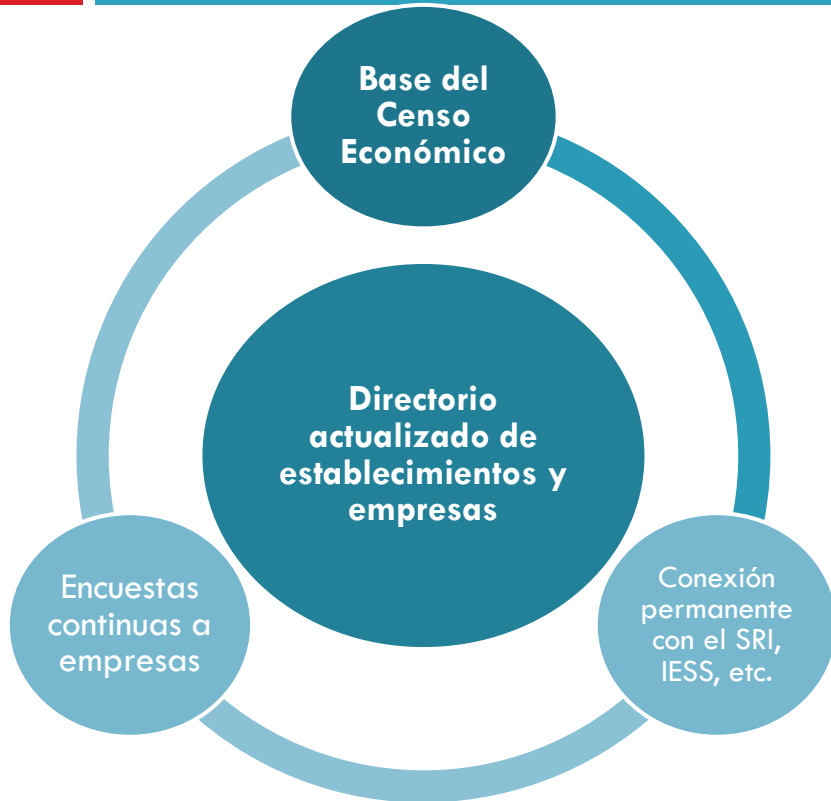 Base del
Censo
Económico
Directorio
actualizado de
establecimientos y
empresas
Encuestas
continuas a
empresas
Conexión
permanente
con el SRI,
IESS, etc.